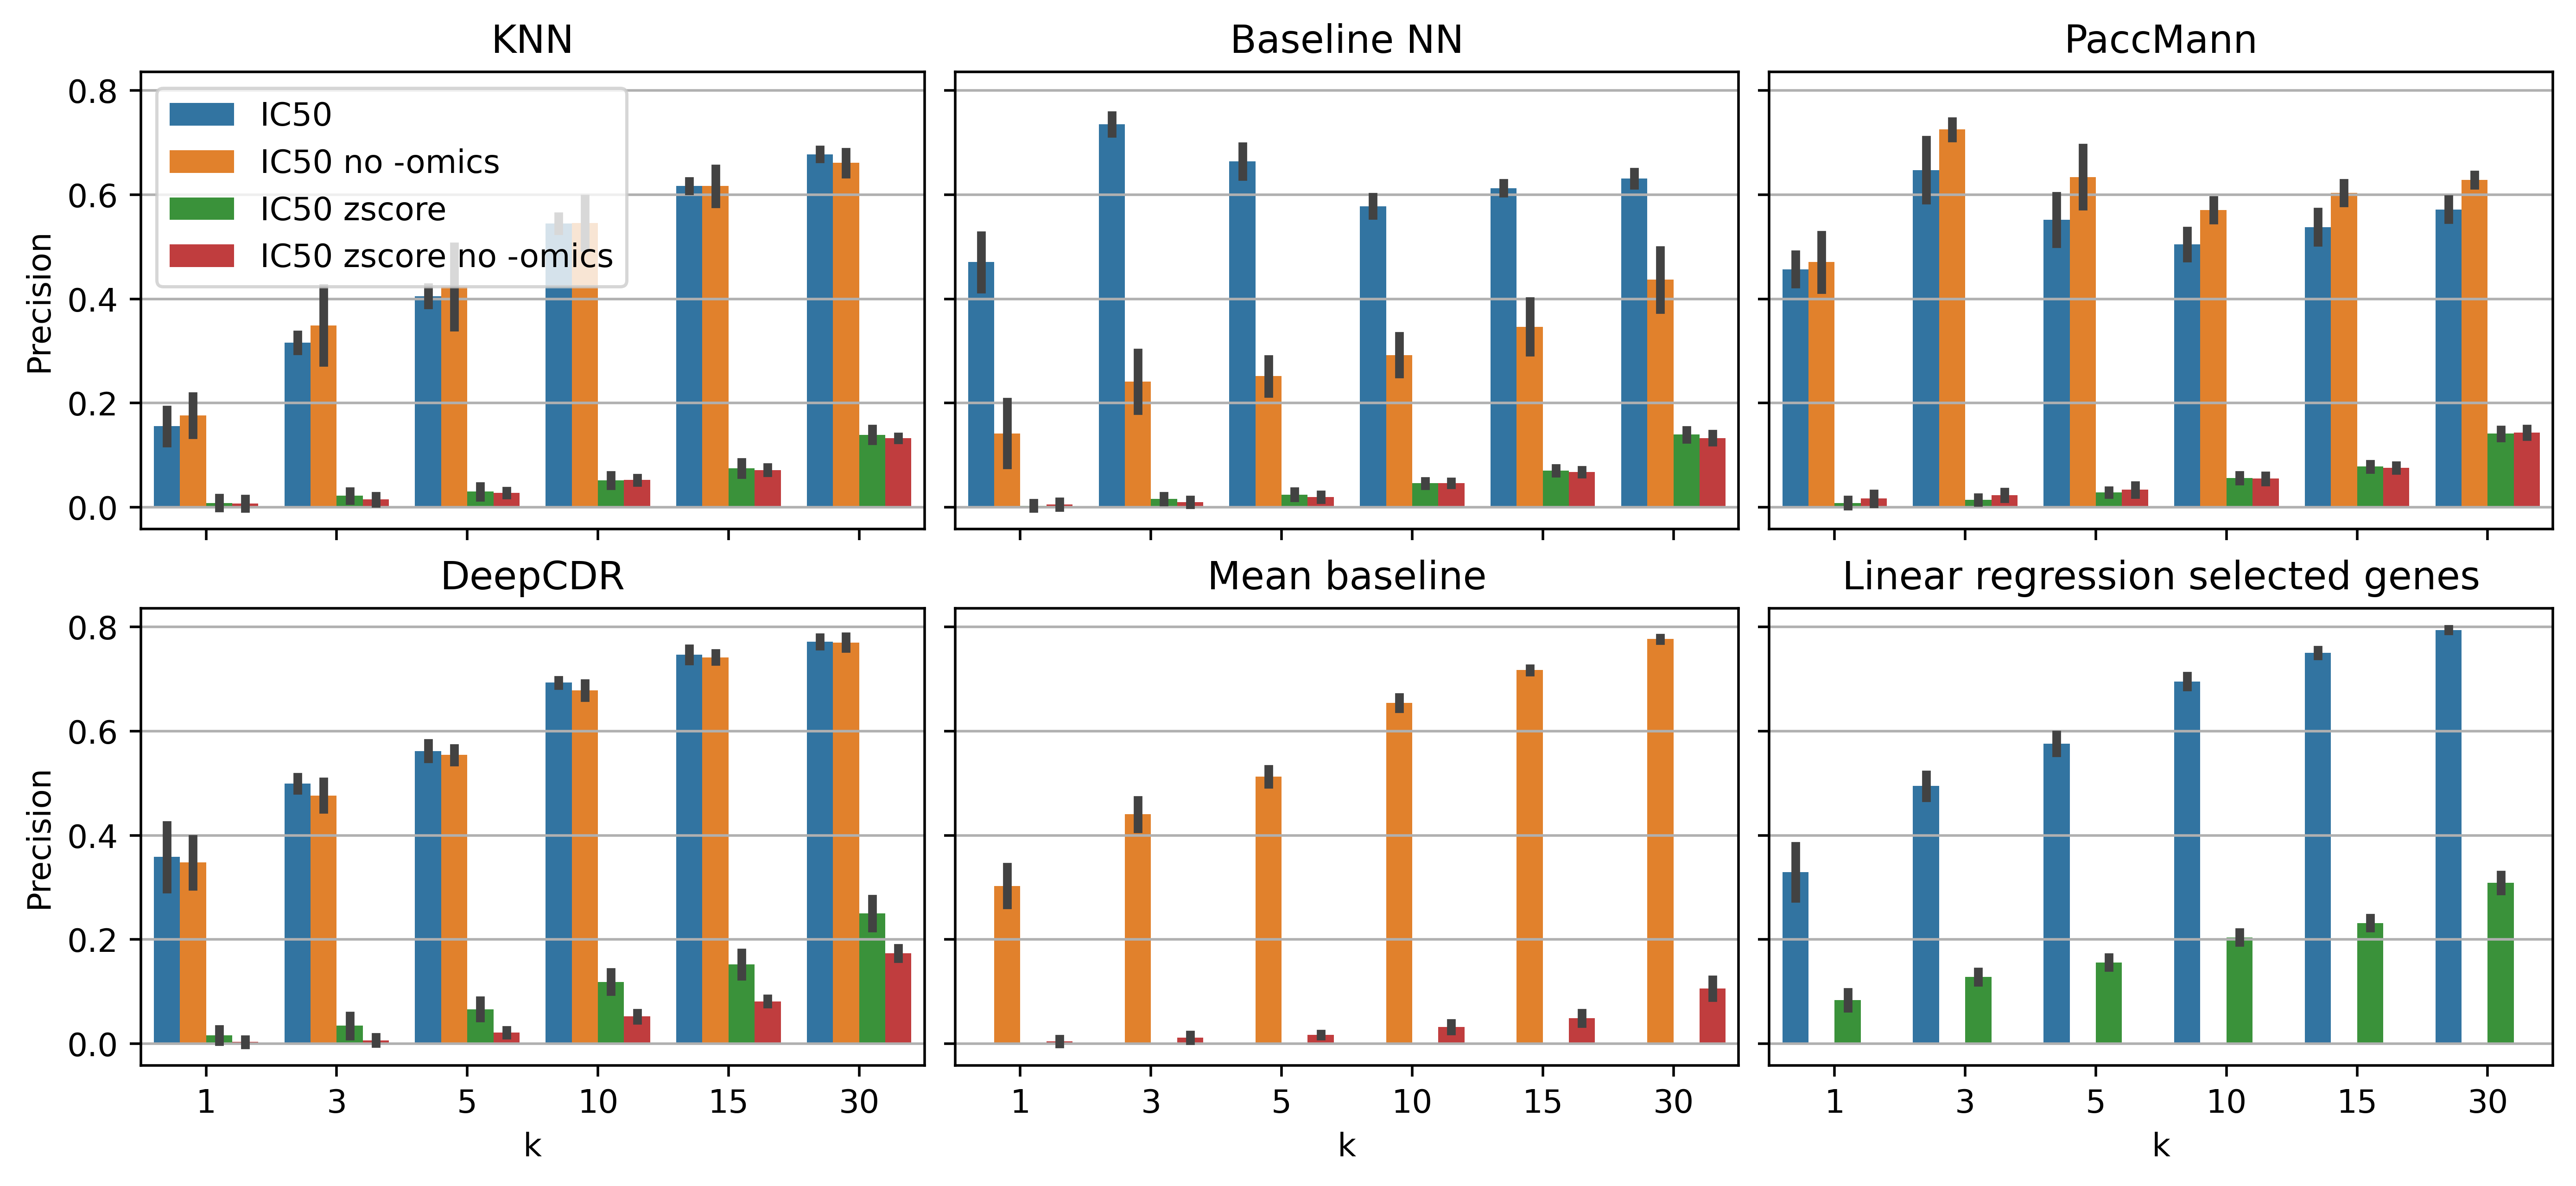 KNN
Baseline NN
PaccMann
0.8
0.6
0.4
0.2
0.0
Precision
IC50
IC50 no -omics
IC50 zscore
IC50 zscore no -omics
DeepCDR
Mean baseline
Linear regression selected genes
0.8
0.6
0.4
0.2
0.0
Precision
1 3 5 10 15 30
k
1 3 5 10 15 30
k
1 3 5 10 15 30
k